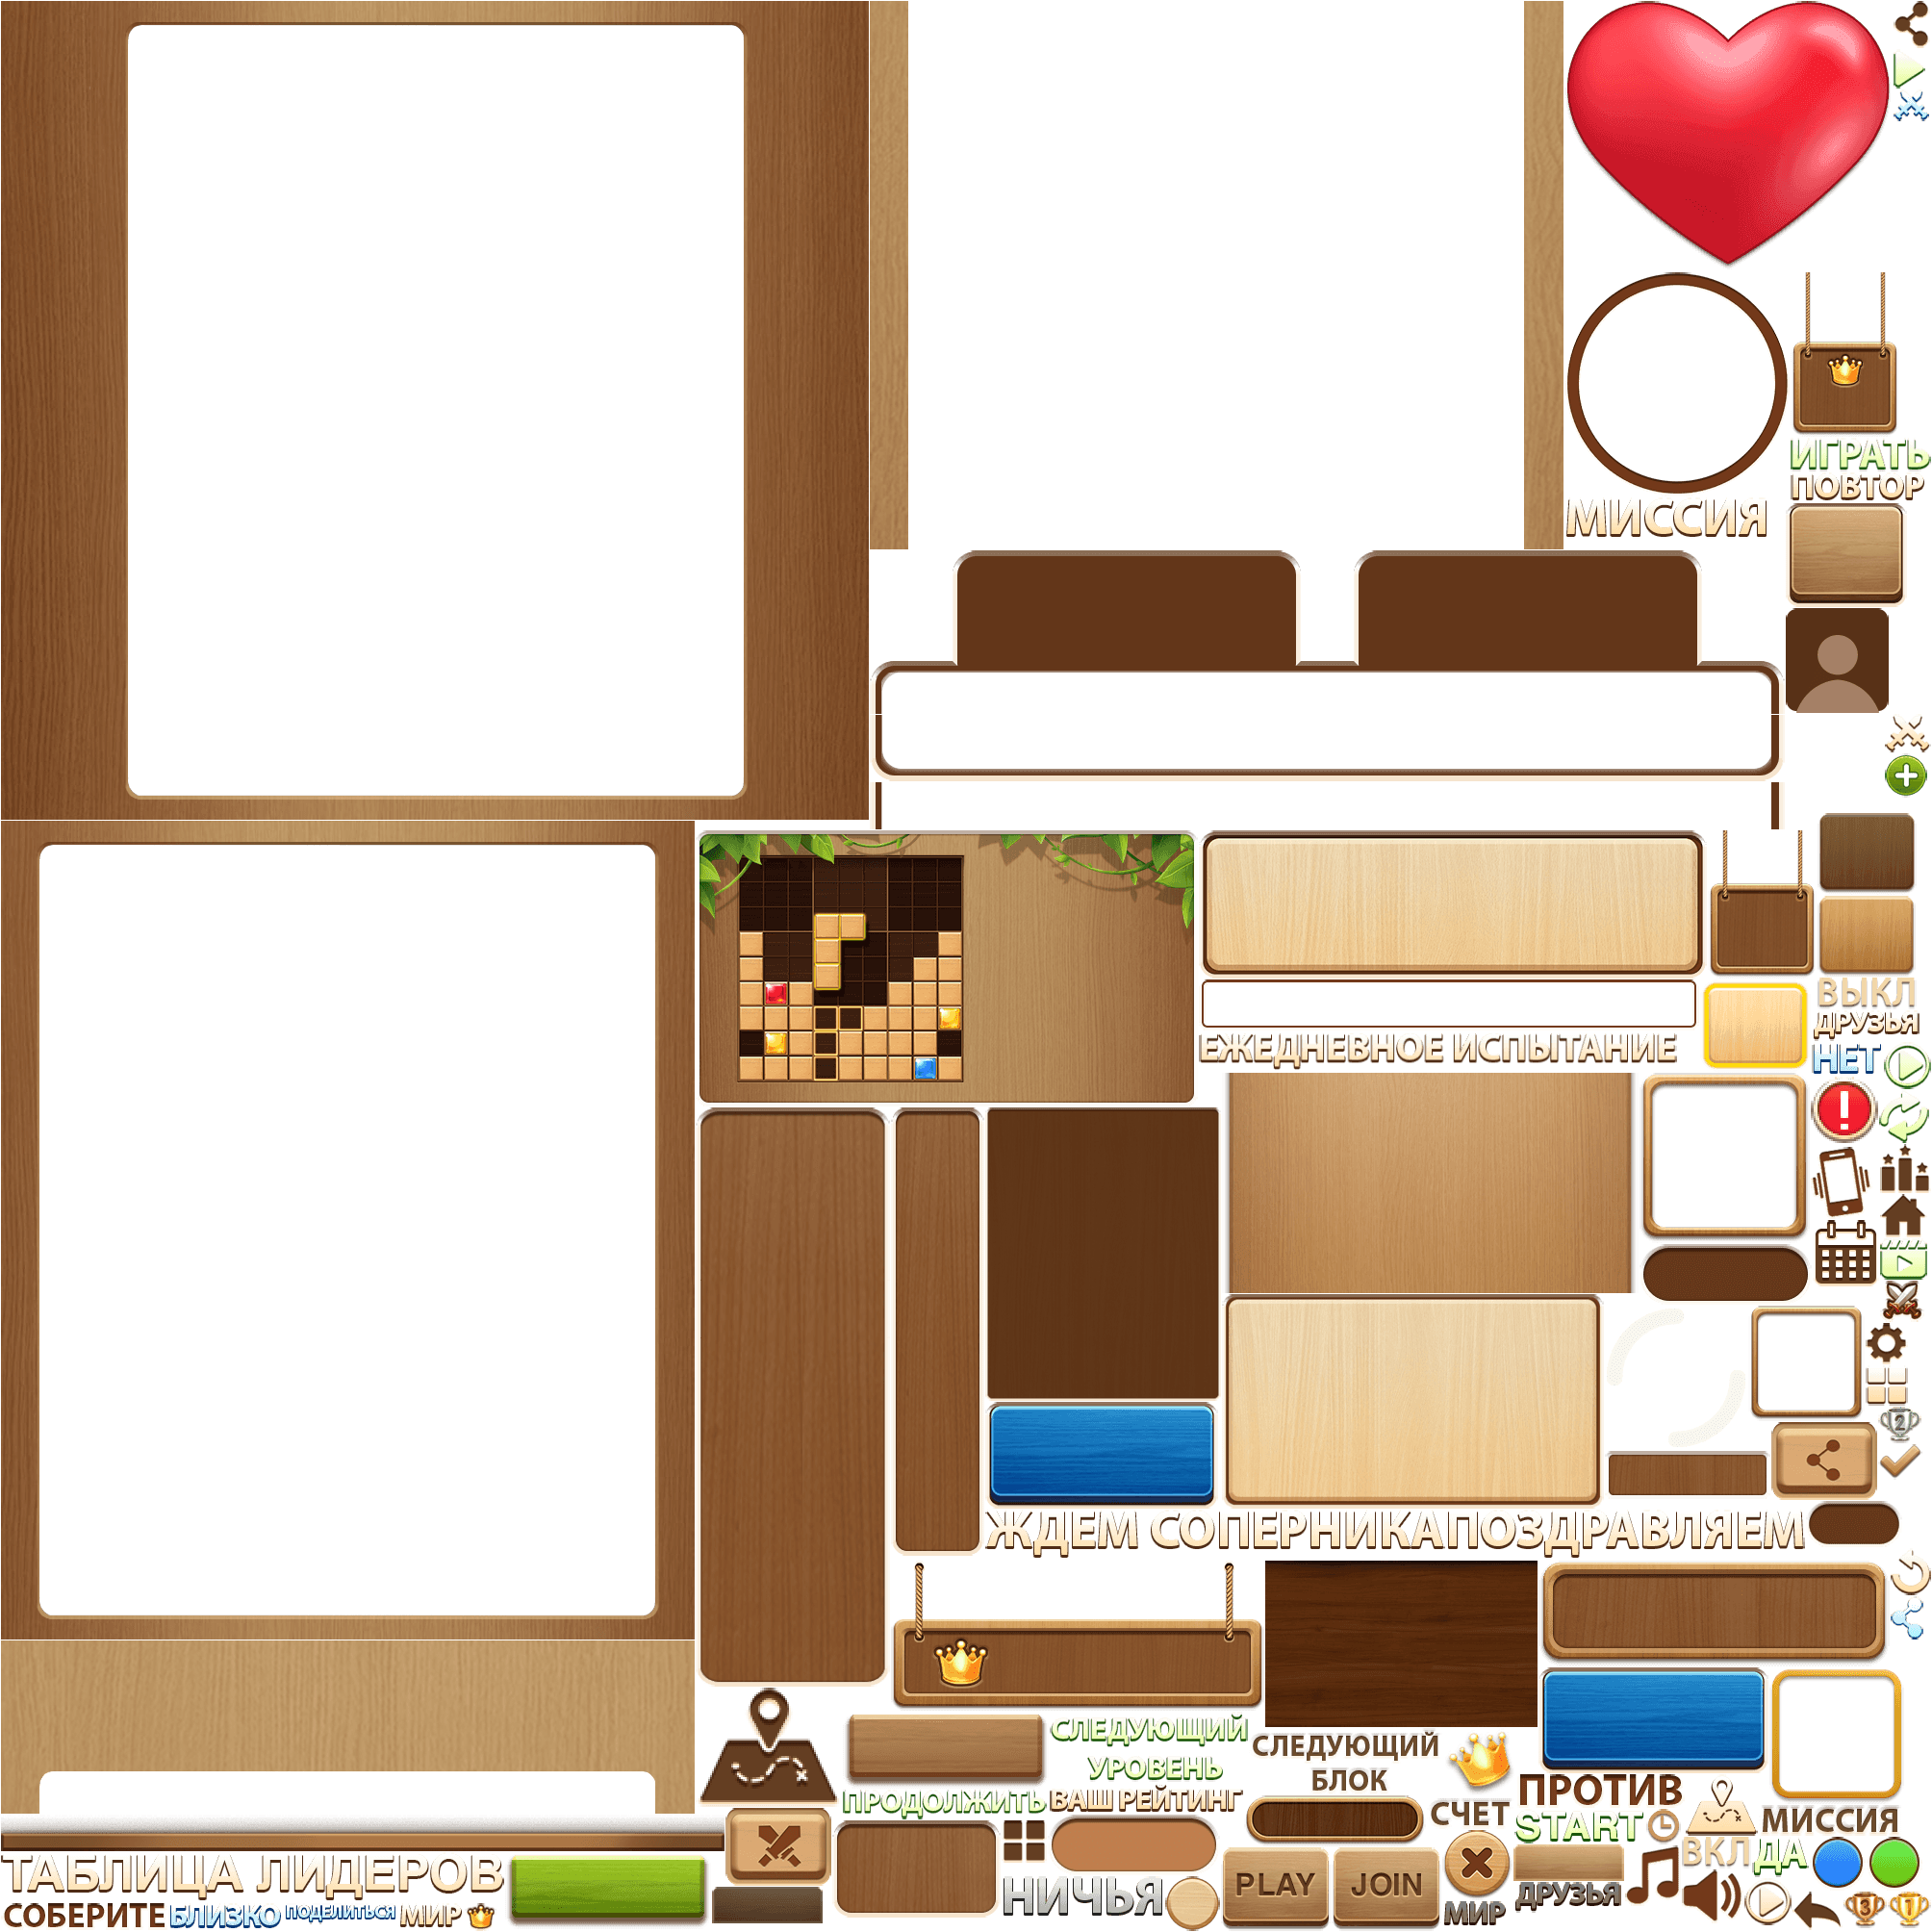 ИГРАТЬ
ПОВТОР
МИССИЯ
ВЫКЛ
ДРУЗЬЯ
ЕЖЕДНЕВНОЕ ИСПЫТАНИЕ
НЕТ
2
ЖДЕМ СОПЕРНИКА
ПОЗДРАВЛЯЕМ
СЛЕДУЮЩИЙ
УРОВЕНЬ
СЛЕДУЮЩИЙ
БЛОК
ПРОДОЛЖИТЬ
ВАШ РЕЙТИНГ
ПРОТИВ
СЧЕТ
START
МИССИЯ
ВКЛ
ДА
ТАБЛИЦА ЛИДЕРОВ
PLAY
JOIN
НИЧЬЯ
ДРУЗЬЯ
СОБЕРИТЕ
БЛИЗКО
ПОДЕЛИТЬСЯ
МИР
МИР
3
1